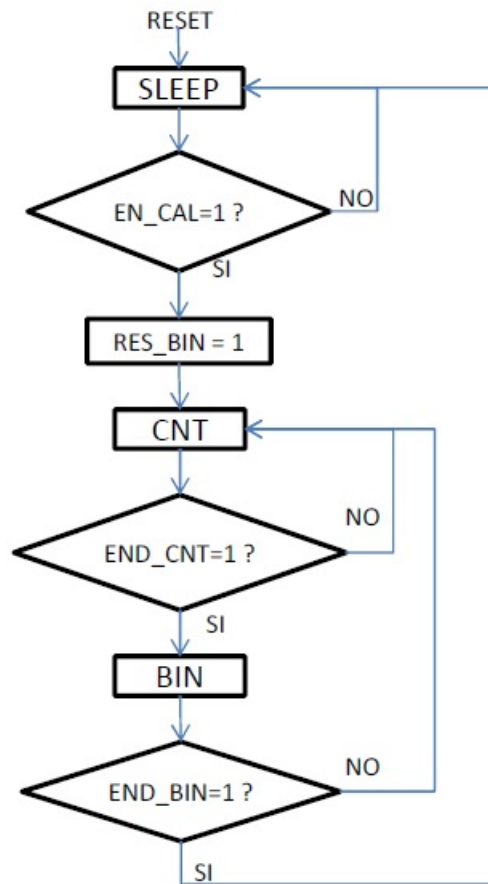 RESET
SLEEP
EN_CAL=1 ?
NO
SI
RES_BIN = 1
CNT
NO
END_CNT=1 ?
SI
BIN
NO
END_BIN=1 ?
SI